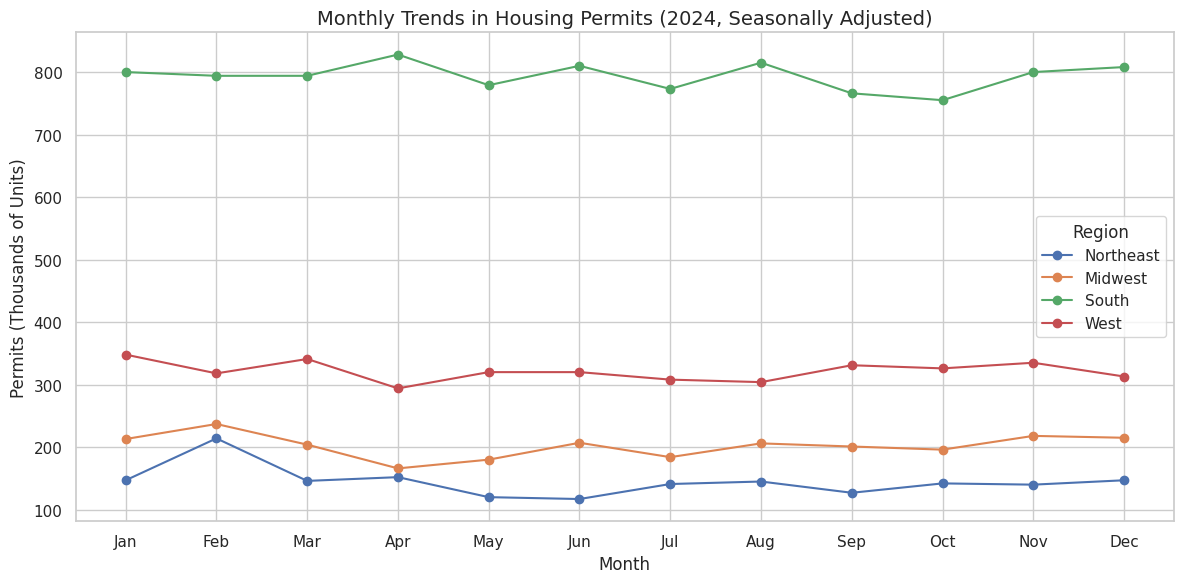 Monthly Trends in Housing Permits (2024, Seasonally Adjusted)
Permits (Thousands of Units)
800
700
600
500
400
300
200
100
Region
Northeast
Midwest
South
West
Jan Feb Mar Apr May Jun Jul Aug Sep Oct Nov Dec
Month